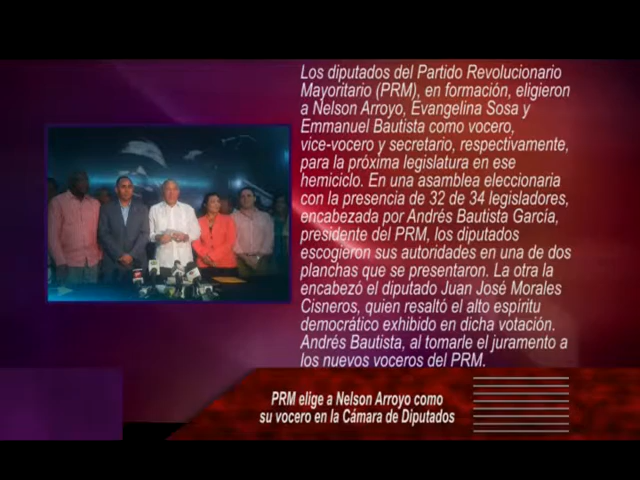 Los diputados del Partido Revolucionario
Mayoritario (PRM), en formación, eligieron
a Nelson Arroyo, Evangelina Sosa y
Emmanuel Bautista como vocero,
vice-vocero y secretario, respectivamente,
para la próxima legislatura en ese
hemiciclo. En una asamblea eleccionaria
con la presencia de 32 de 34 legisladores,
encabezada por Andrés Bautista García,
presidente del PRM, los diputados
escogieron sus autoridades en una de dos
planchas que se presentaron. La otra la
encabezó el diputado Juan José Morales
Cisneros, quien resaltó el alto espíritu
democrático exhibido en dicha votación.
Andrés Bautista, al tomarle el juramento a
los nuevos voceros del PRM.
PRM elige a Nelson Arroyo como
su vocero en la Cámara de Diputados